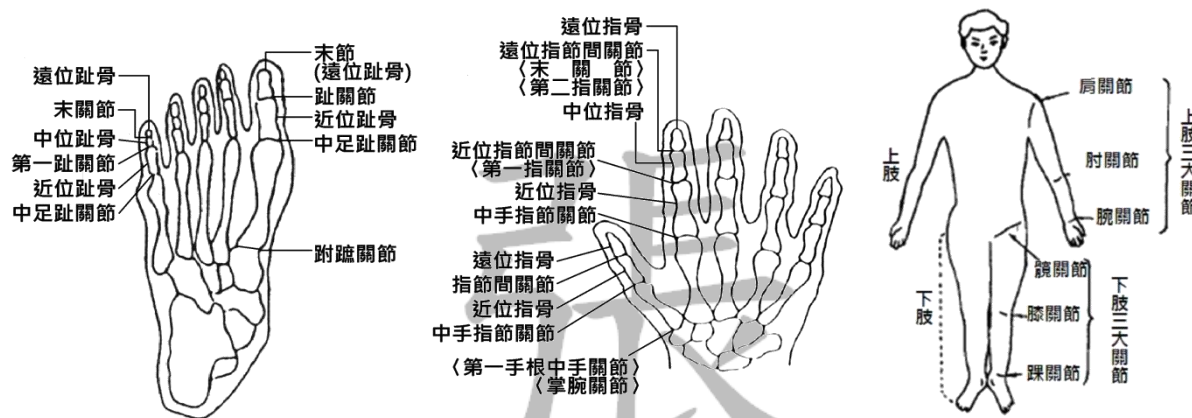 遠位趾骨
末關節
中位趾骨
第一趾關節
近位趾骨
中足趾關節
末節
(遠位趾骨)
趾關節
近位趾骨
中足趾關節
跗蹠關節
遠位指骨
遠位指節間關節
〈末關節〉
〈第二指關節〉
中位指骨
近位指節間關節
〈第一指關節〉
近位指骨
中手指節關節
遠位指骨
指節間關節
近位指骨
中手指節關節
〈第一手根中手關節〉
〈掌腕關節〉
上肢
肩關節
肘關節
腕關節
上肢三大關節
下肢
髖關節
膝關節
踝關節
下肢三大關節